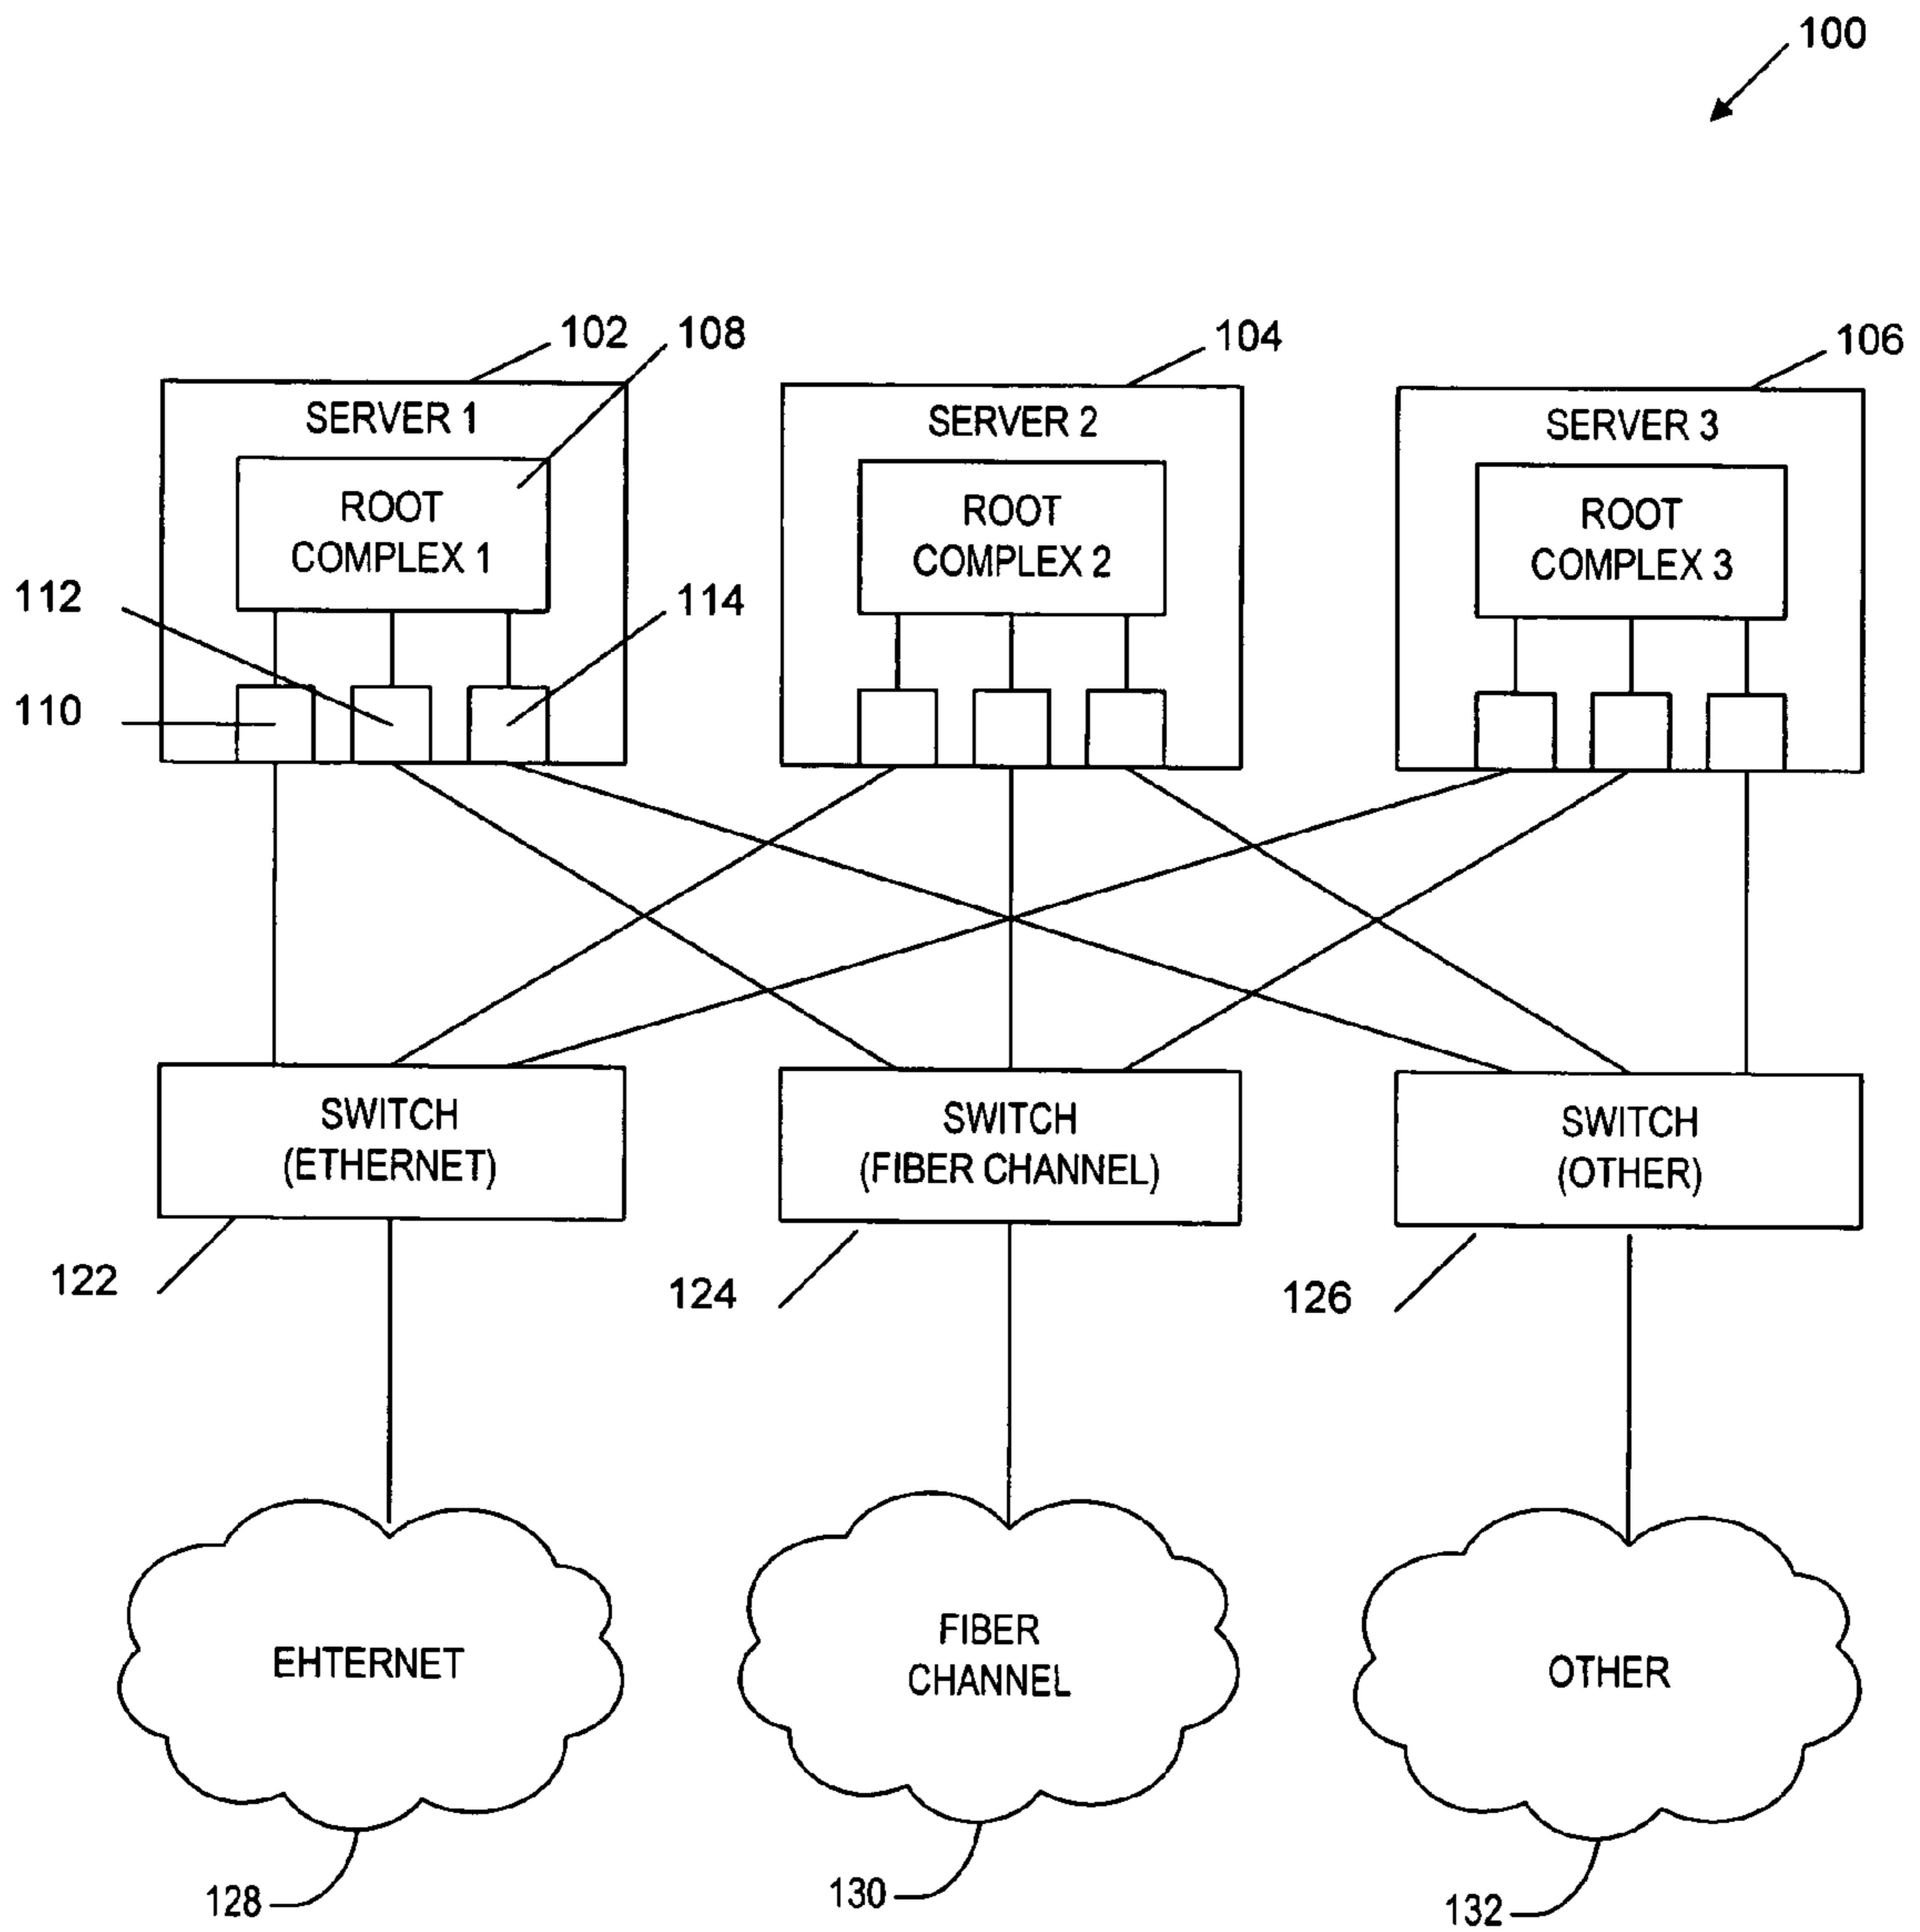 100
102
108
104
106
SERVER 1
SERVER 2
SERVER 3
ROOT
COMPLEX 1
ROOT
COMPLEX 2
ROOT
COMPLEX 3
112
114
110
SWITCH
(ETHERNET)
SWITCH
(FIBER CHANNEL)
SWITCH
(OTHER)
122
124
126
EHTERNET
FIBER
CHANNEL
OTHER
128
130
132